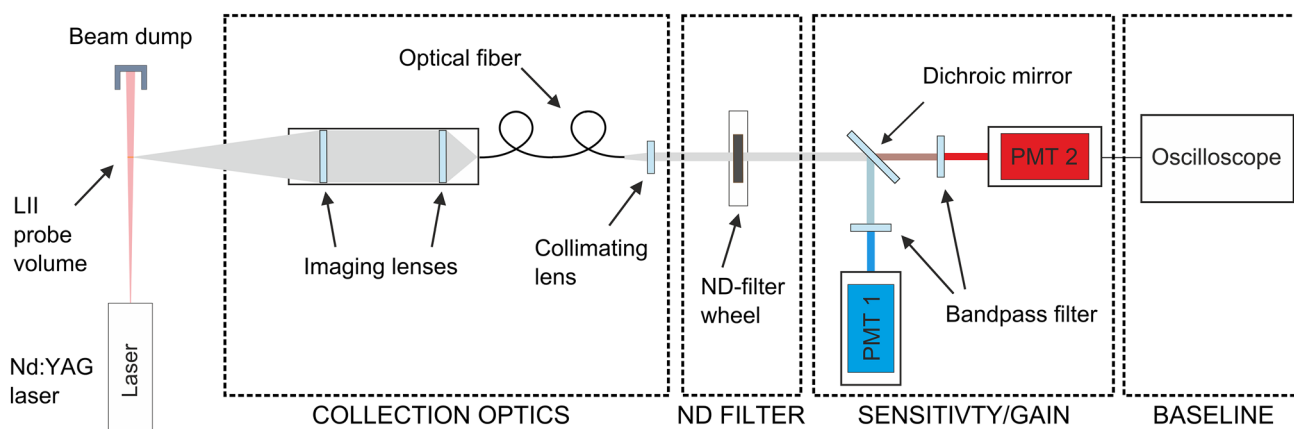 Beam dump
Optical fiber
Dichroic mirror
PMT 2
Oscilloscope
LII
probe
volume
Imaging lenses
Collimating
lens
ND-filter
wheel
Bandpass filter
PMT 1
Nd:YAG
laser
Laser
COLLECTION OPTICS
ND FILTER
SENSITIVTY/GAIN
BASELINE